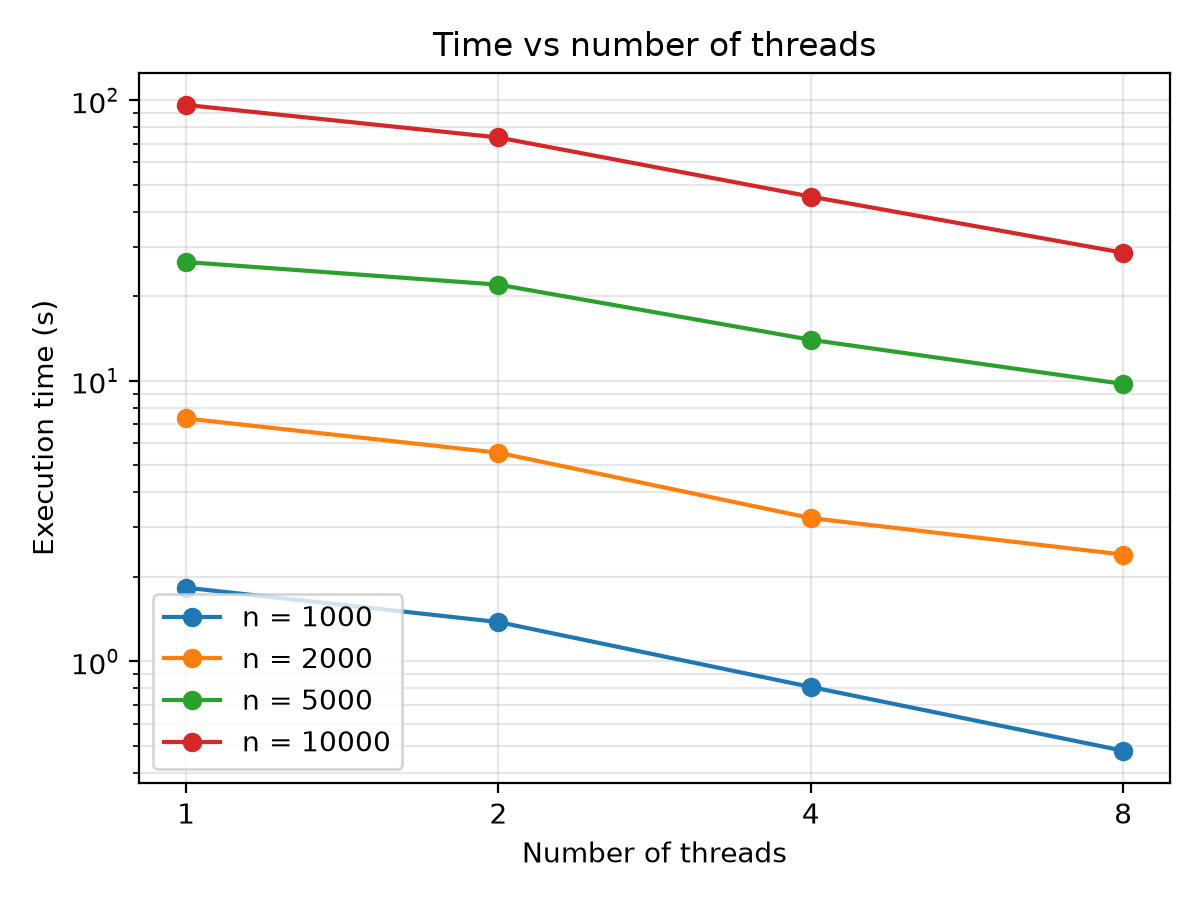 Time vs number of threads
Execution time (s)
10²
10¹
10⁰
n = 1000
n = 2000
n = 5000
n = 10000
1 2 4 8
Number of threads